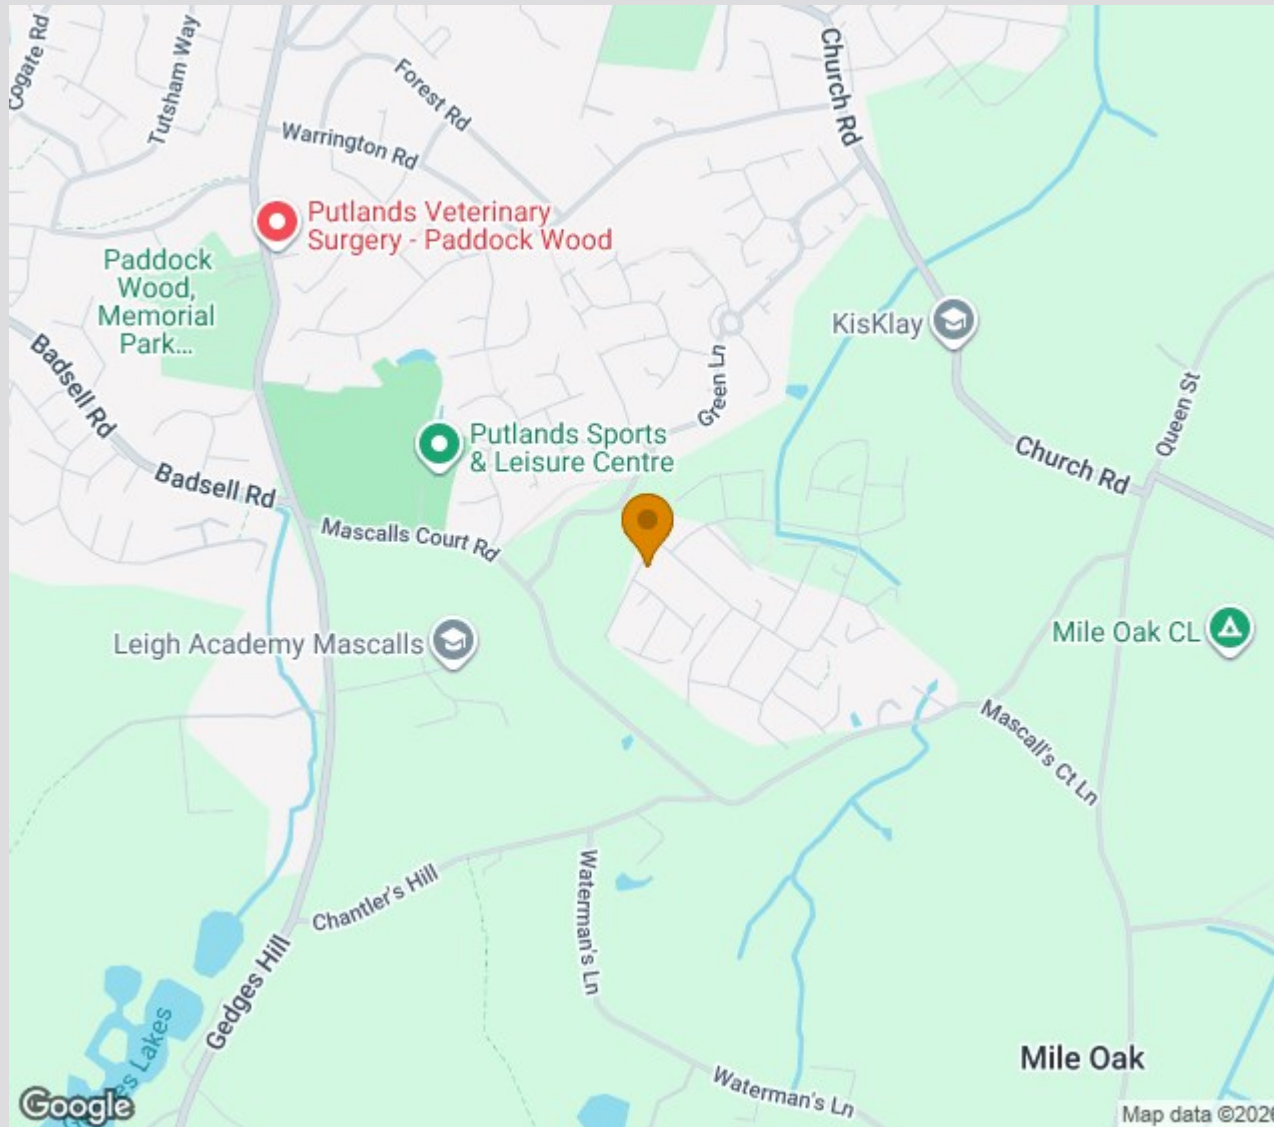 Cogate Rd
Tutsham Way
Forest Rd
Church Rd
Warrington Rd
Putlands Veterinary
Surgery - Paddock Wood
Paddock
Wood,
Memorial
Park...
KisKlay
Badsell Rd
Green Ln
Queen St
Putlands Sports
& Leisure Centre
Church Rd
Badsell Rd
Mascalls Court Rd
Leigh Academy Mascalls
Mile Oak CL
Mascall's Ct Ln
Chantler's Hill
Waterman's Ln
Gedges Hill
Lakes
Mile Oak
Waterman's Ln
Google
Map data ©2026